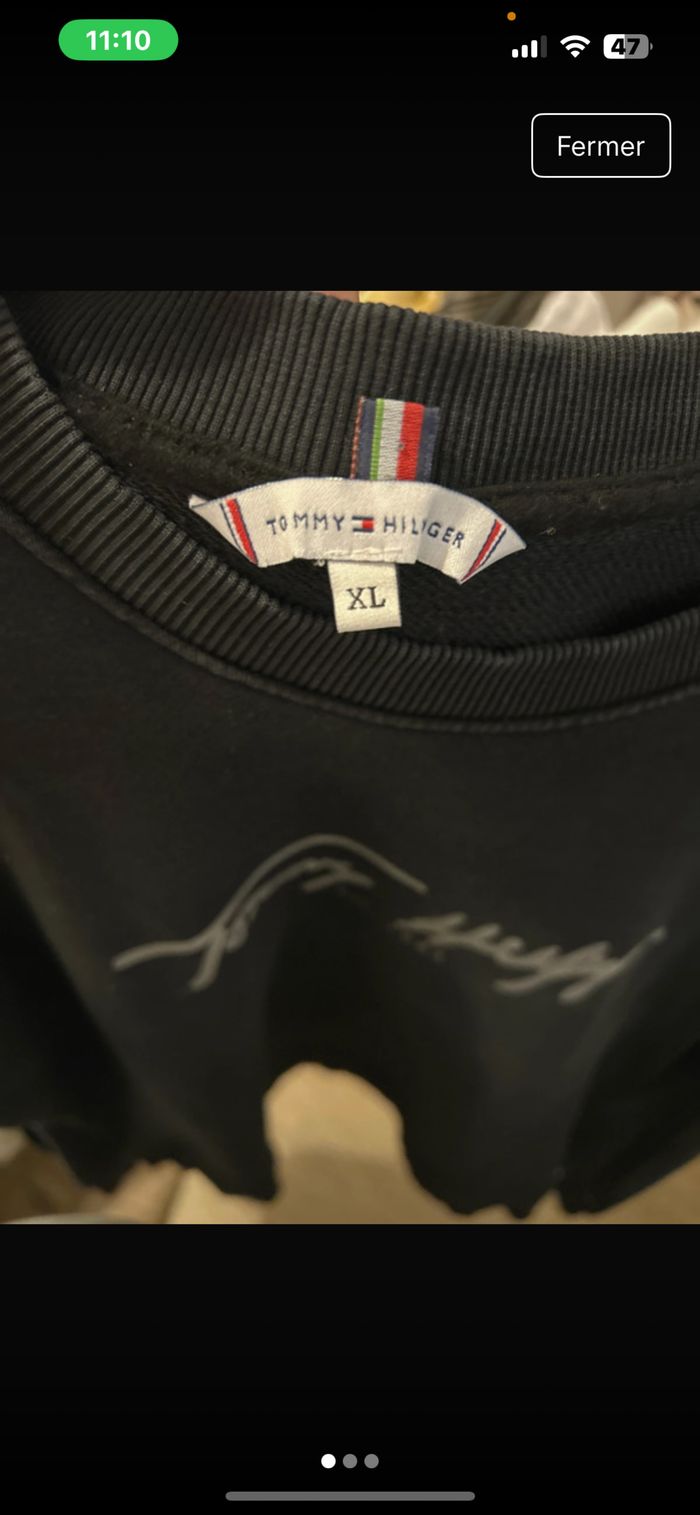 11:10
47
Fermer
TOMMY HILFIGER
XL